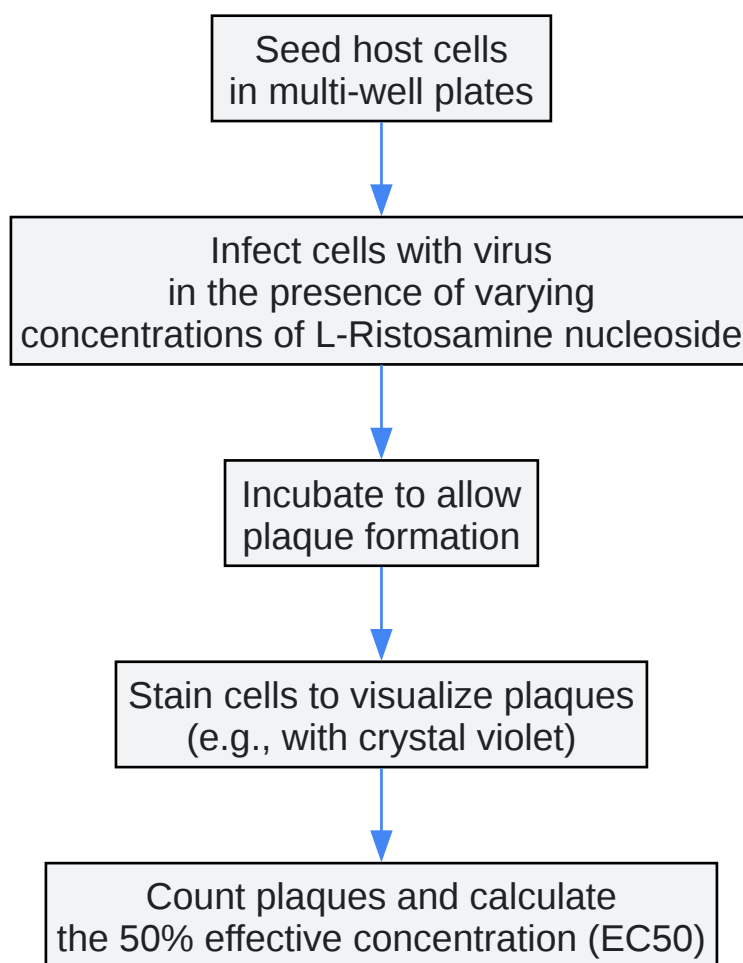 Seed host cells
in multi-well plates
Infect cells with virus
in the presence of varying
concentrations of L-Ristosamine nucleoside
Incubate to allow
plaque formation
Stain cells to visualize plaques
(e.g., with crystal violet)
Count plaques and calculate
the 50% effective concentration (EC50)